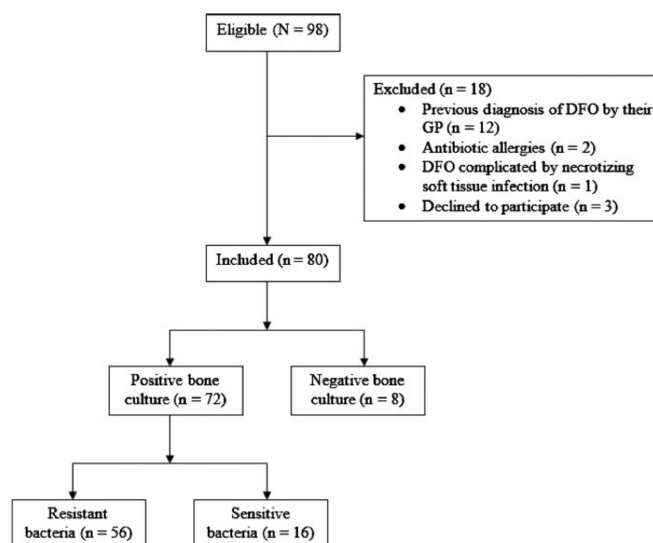 Eligible (N = 98)
Excluded (n = 18)
• Previous diagnosis of DFO by their
GP (n = 12)
• Antibiotic allergies (n = 2)
• DFO complicated by necrotizing
soft tissue infection (n = 1)
• Declined to participate (n = 3)
Included (n = 80)
Positive bone
culture (n = 72)
Negative bone
culture (n = 8)
Resistant
bacteria (n = 56)
Sensitive
bacteria (n = 16)